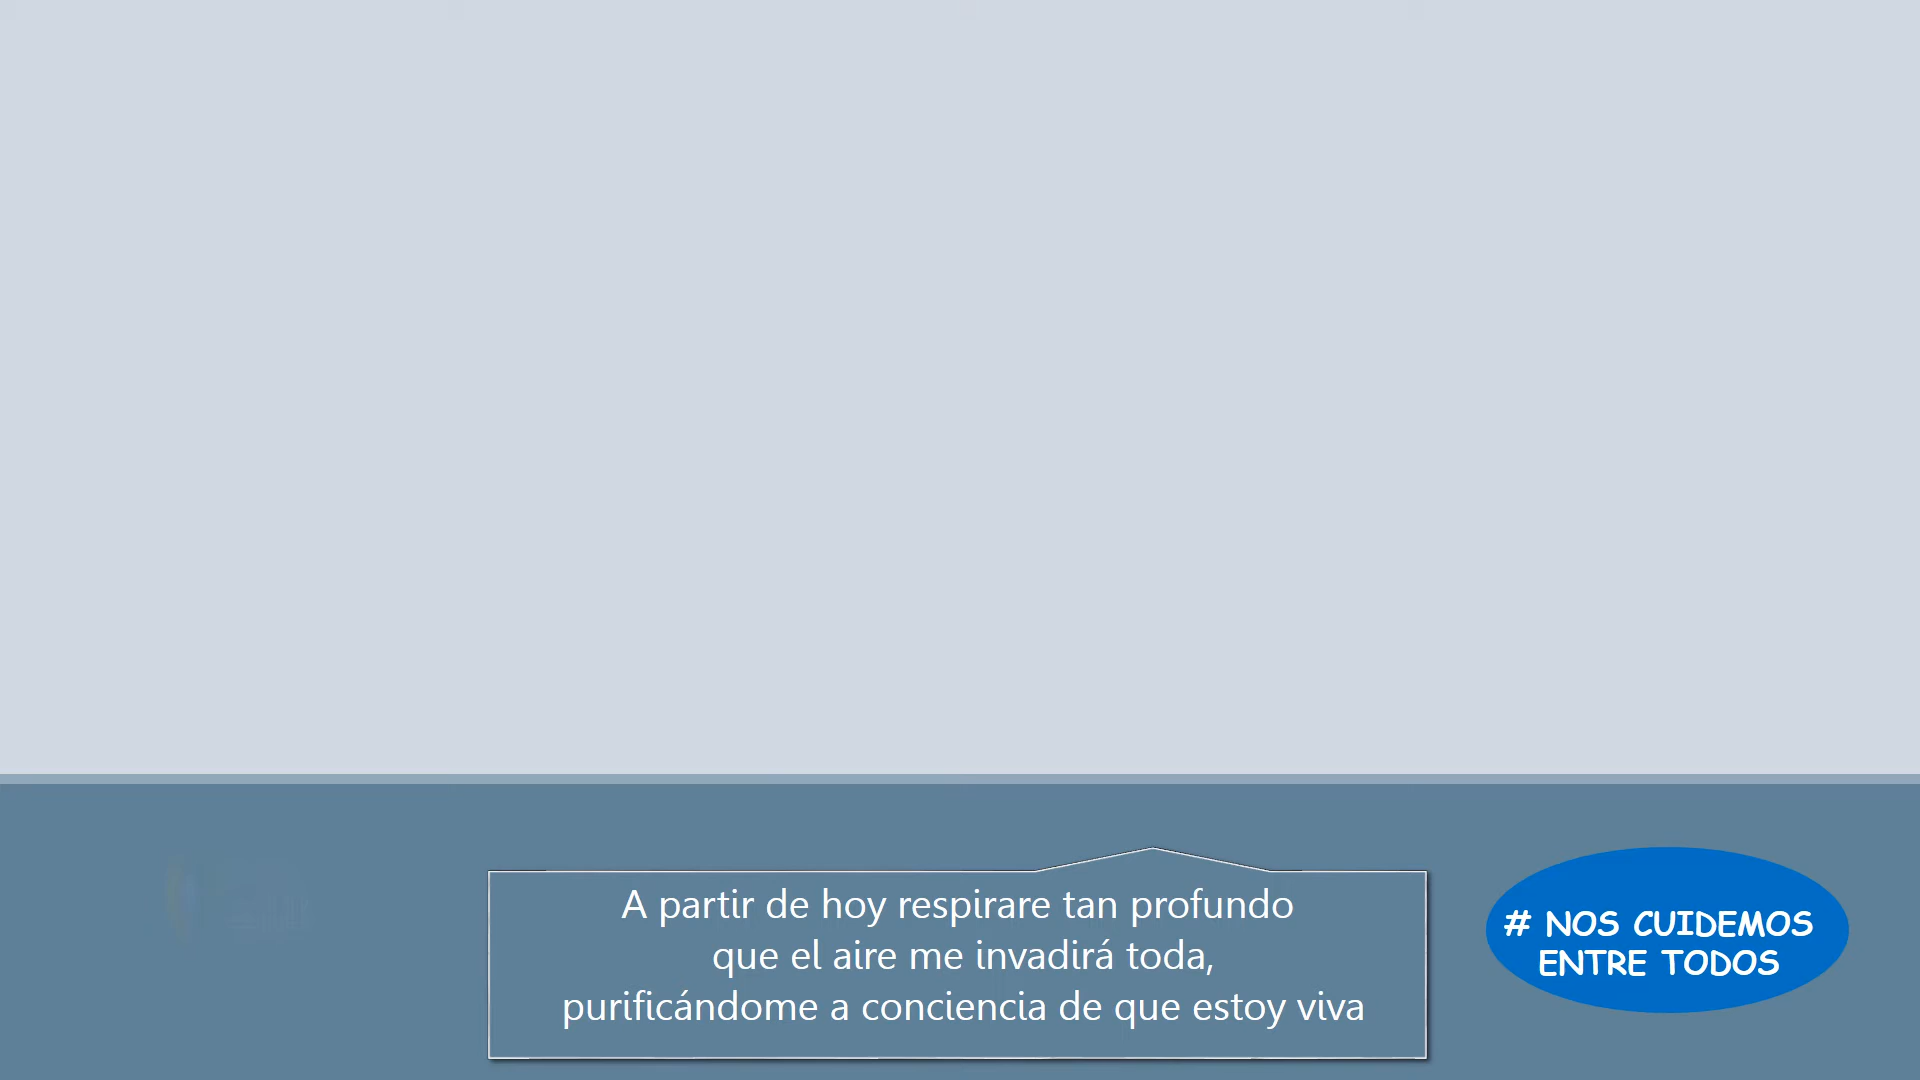 A partir de hoy respirare tan profundo
que el aire me invadirá toda,
purificándome a conciencia de que estoy viva
# NOS CUIDEMOS
ENTRE TODOS